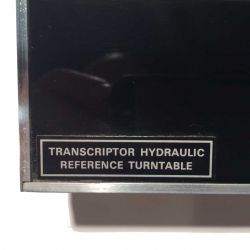 TRANSCRIPTOR HYDRAULIC
REFERENCE TURNTABLE